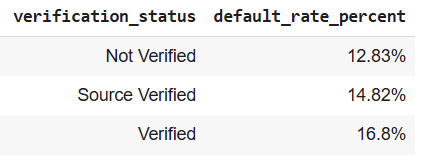 verification_status default_rate_percent
Not Verified 12.83%
Source Verified 14.82%
Verified 16.8%